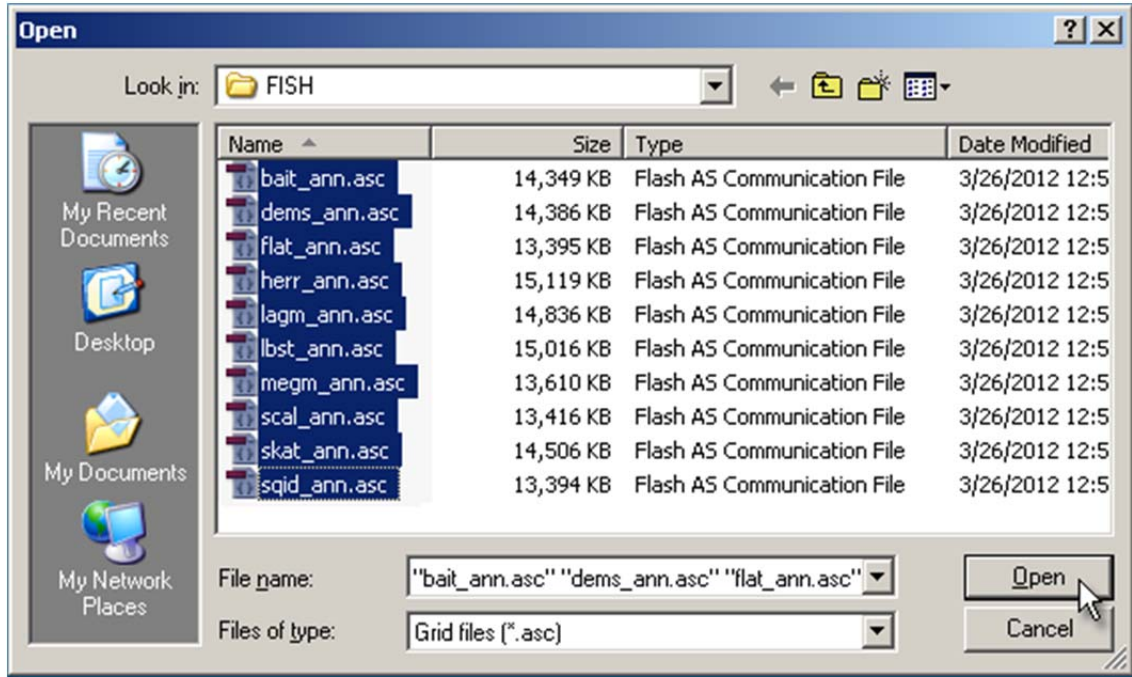 Open
Look in: FISH
Name Size Type Date Modified
bait_ann.asc 14,349 KB Flash AS Communication File 3/26/2012 12:5
dems_ann.asc 14,386 KB Flash AS Communication File 3/26/2012 12:5
flat_ann.asc 13,395 KB Flash AS Communication File 3/26/2012 12:5
herr_ann.asc 15,119 KB Flash AS Communication File 3/26/2012 12:5
lagm_ann.asc 14,836 KB Flash AS Communication File 3/26/2012 12:5
lbst_ann.asc 15,016 KB Flash AS Communication File 3/26/2012 12:5
megm_ann.asc 13,610 KB Flash AS Communication File 3/26/2012 12:5
scal_ann.asc 13,416 KB Flash AS Communication File 3/26/2012 12:5
skat_ann.asc 14,506 KB Flash AS Communication File 3/26/2012 12:5
sqid_ann.asc 13,394 KB Flash AS Communication File 3/26/2012 12:5
My Recent
Documents
Desktop
My Documents
My Network
Places
File name: "bait_ann.asc" "dems_ann.asc" "flat_ann.asc" Open
Files of type: Grid files (*.asc) Cancel